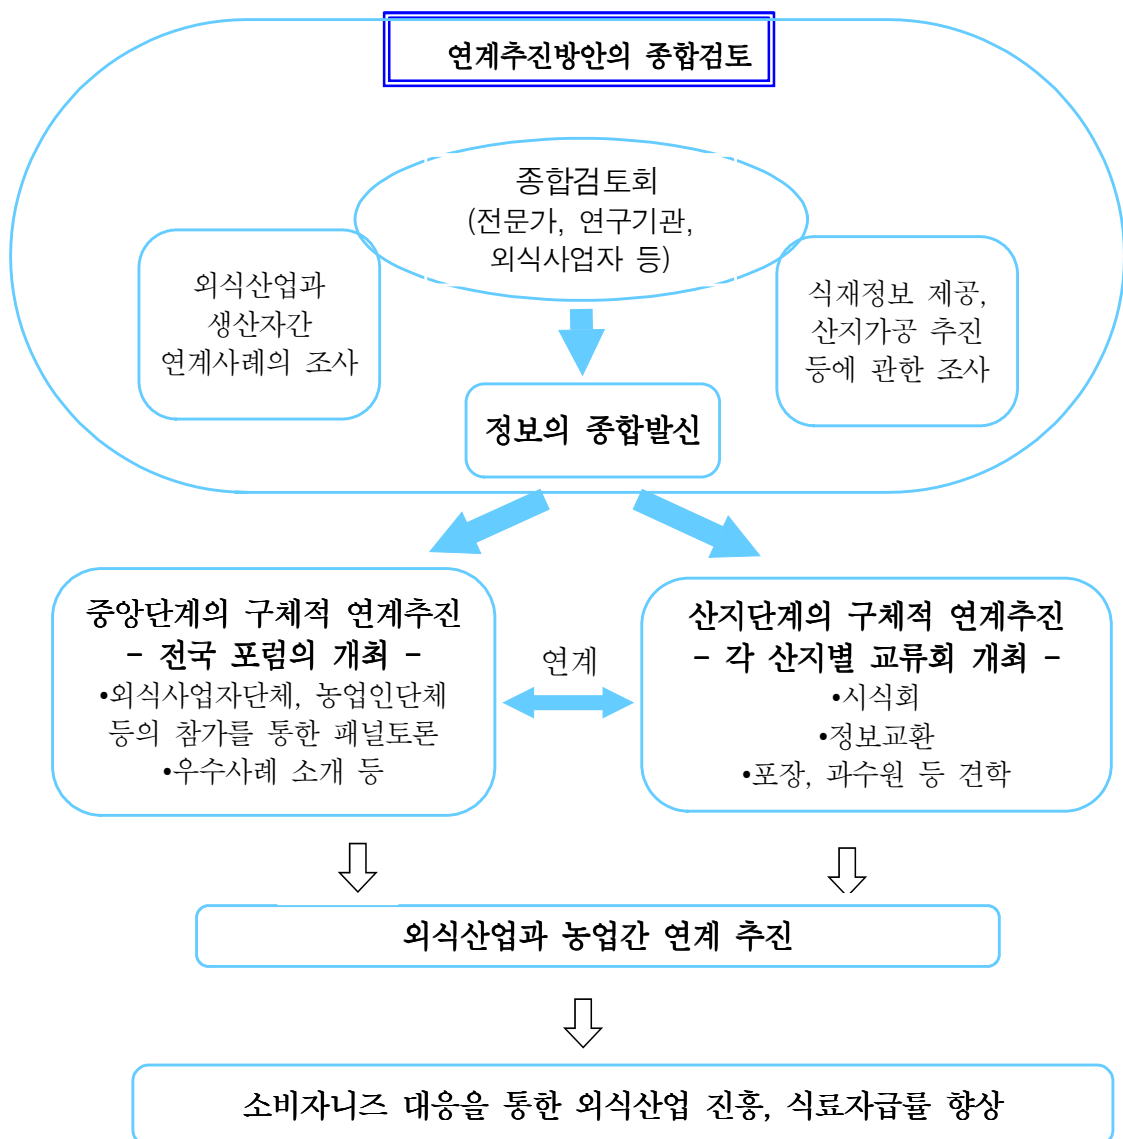 연계추진방안의 종합검토
종합검토회
(전문가, 연구기관,
외식사업자 등)
외식산업과
생산자간
연계사례의 조사
식재정보 제공,
산지가공 추진
등에 관한 조사
정보의 종합발신
중앙단계의 구체적 연계추진
- 전국 포럼의 개최 -
•외식사업자단체, 농업인단체
등의 참가를 통한 패널토론
•우수사례 소개 등
연계
산지단계의 구체적 연계추진
- 각 산지별 교류회 개최 -
•시식회
•정보교환
•포장, 과수원 등 견학
외식산업과 농업간 연계 추진
소비자니즈 대응을 통한 외식산업 진흥, 식료자급률 향상